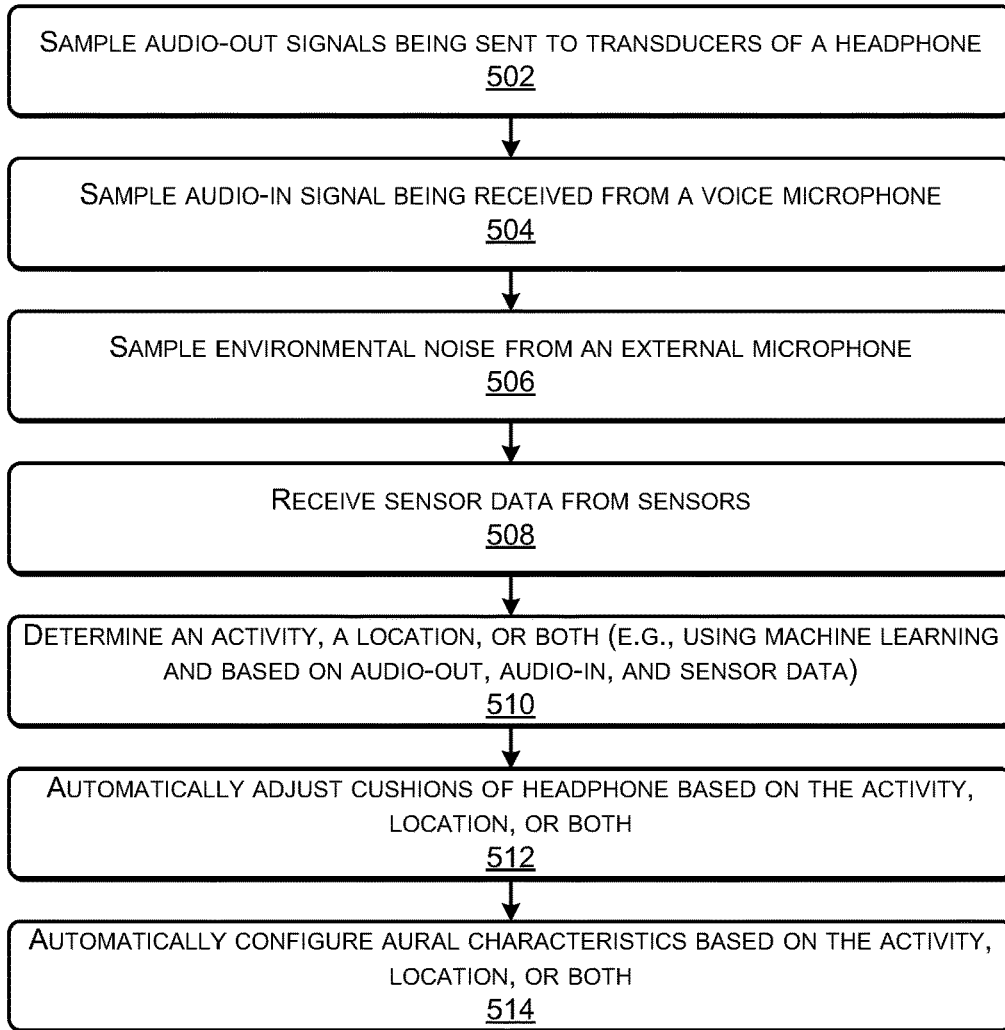 SAMPLE AUDIO-OUT SIGNALS BEING SENT TO TRANSDUCERS OF A HEADPHONE
502
SAMPLE AUDIO-IN SIGNAL BEING RECEIVED FROM A VOICE MICROPHONE
504
SAMPLE ENVIRONMENTAL NOISE FROM AN EXTERNAL MICROPHONE
506
RECEIVE SENSOR DATA FROM SENSORS
508
DETERMINE AN ACTIVITY, A LOCATION, OR BOTH (E.G., USING MACHINE LEARNING
AND BASED ON AUDIO-OUT, AUDIO-IN, AND SENSOR DATA)
510
AUTOMATICALLY ADJUST CUSHIONS OF HEADPHONE BASED ON THE ACTIVITY,
LOCATION, OR BOTH
512
AUTOMATICALLY CONFIGURE AURAL CHARACTERISTICS BASED ON THE ACTIVITY,
LOCATION, OR BOTH
514